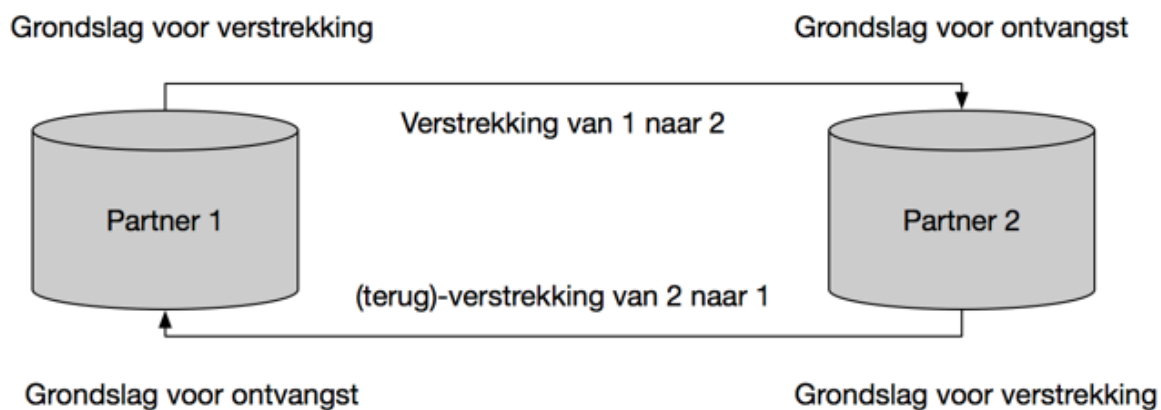 Grondslag voor verstrekking
Grondslag voor ontvangst
Verstrekking van 1 naar 2
Partner 1
Partner 2
(terug)-verstrekking van 2 naar 1
Grondslag voor ontvangst
Grondslag voor verstrekking